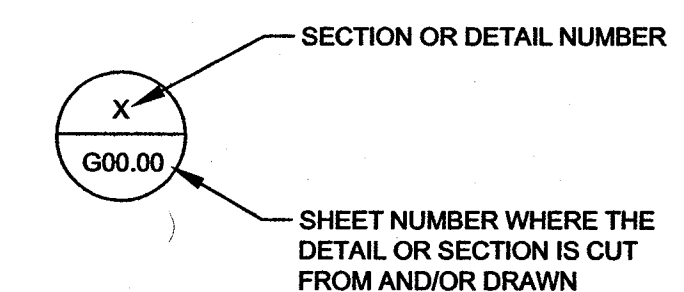 SECTION OR DETAIL NUMBER
X
G00.00
SHEET NUMBER WHERE THE
DETAIL OR SECTION IS CUT
FROM AND/OR DRAWN